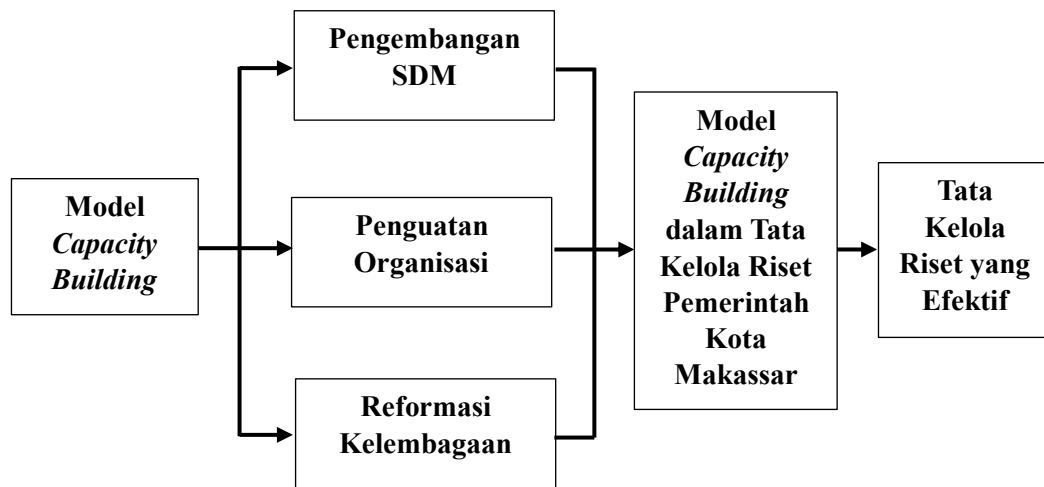 Model
Capacity
Building
Pengembangan
SDM
Penguatan
Organisasi
Reformasi
Kelembagaan
Model
Capacity
Building
dalam Tata
Kelola Riset
Pemerintah
Kota
Makassar
Tata
Kelola
Riset yang
Efektif